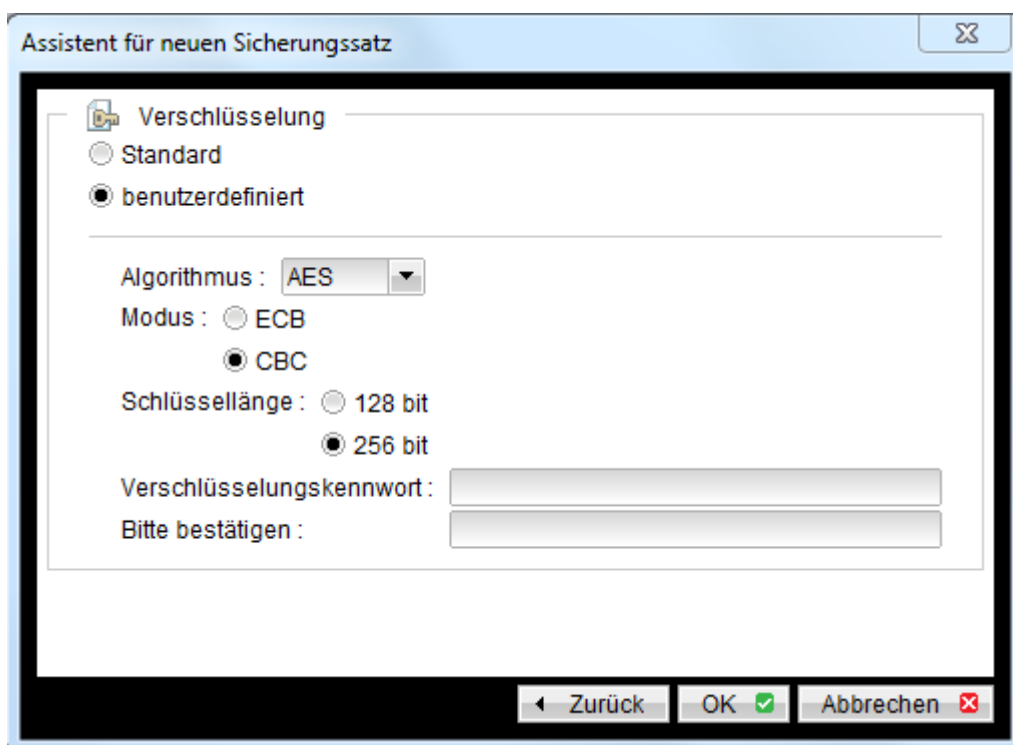 Assistent für neuen Sicherungssatz
Verschlüsselung
Standard
benutzerdefiniert
Algorithmus : AES
Modus : ECB
CBC
Schlüssellänge : 128 bit
256 bit
Verschlüsselungskennwort :
Bitte bestätigen :
Zurück OK Abbrechen